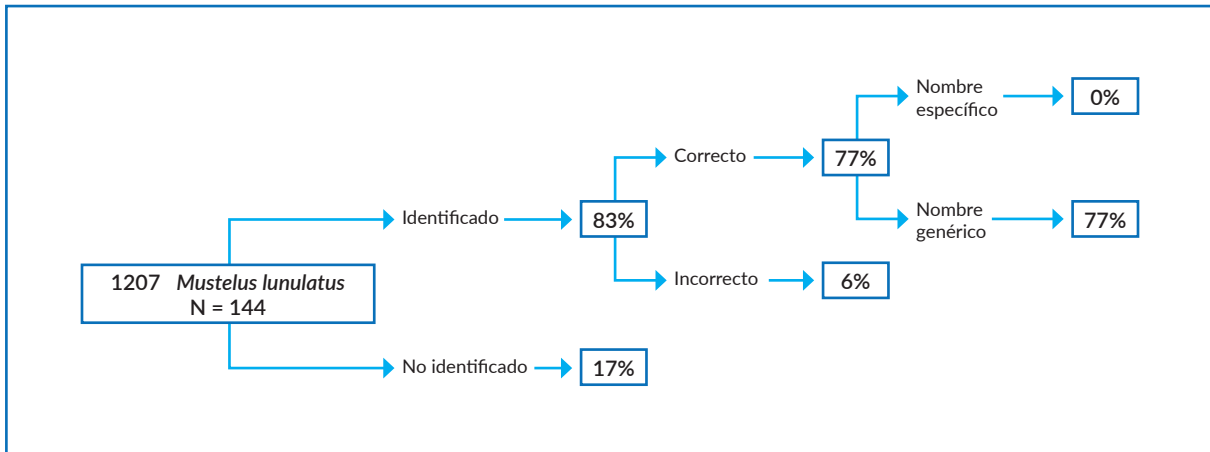 1207 Mustelus lunulatus
N = 144
Identificado
83%
Correcto
77%
Nombre
específico
0%
Nombre
genérico
77%
Incorrecto
6%
No identificado
17%